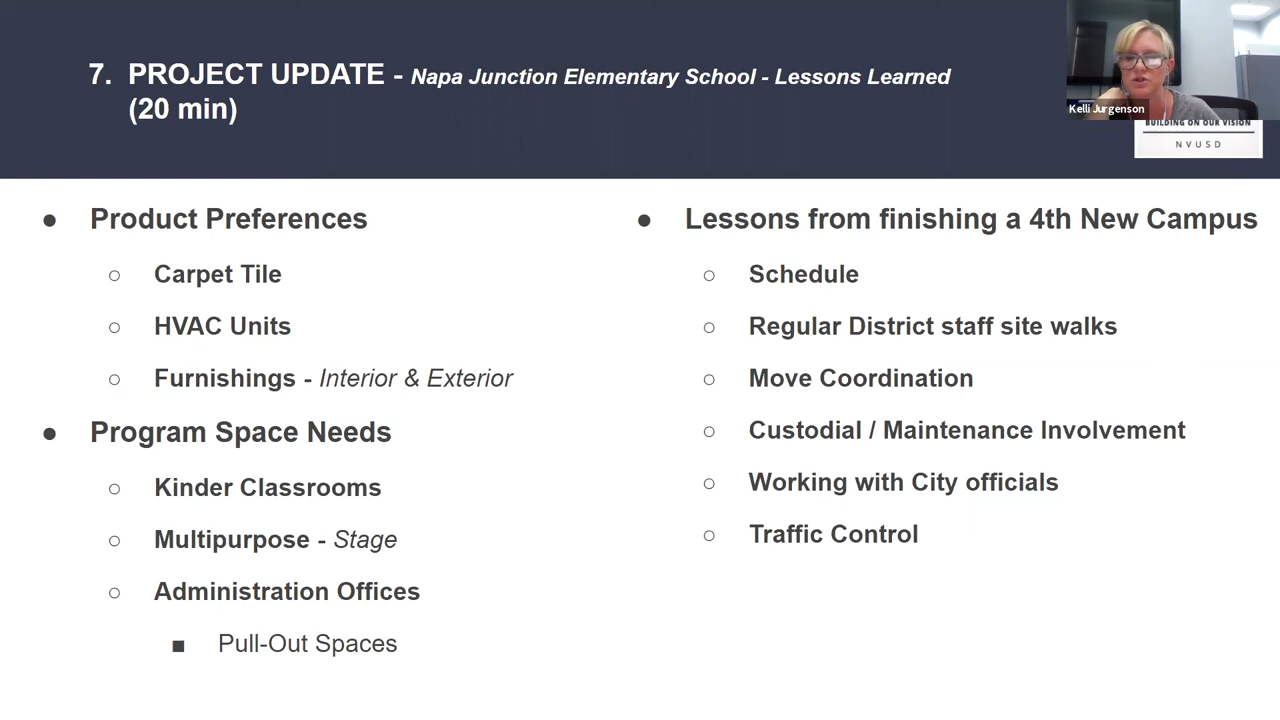 7. PROJECT UPDATE - Napa Junction Elementary School - Lessons Learned
(20 min)
Kelli Jurgenson
BUILDING ON OUR VISION
NVUSD
● Product Preferences
○ Carpet Tile
○ HVAC Units
○ Furnishings - Interior & Exterior
● Program Space Needs
○ Kinder Classrooms
○ Multipurpose - Stage
○ Administration Offices
■ Pull-Out Spaces
● Lessons from finishing a 4th New Campus
○ Schedule
○ Regular District staff site walks
○ Move Coordination
○ Custodial / Maintenance Involvement
○ Working with City officials
○ Traffic Control